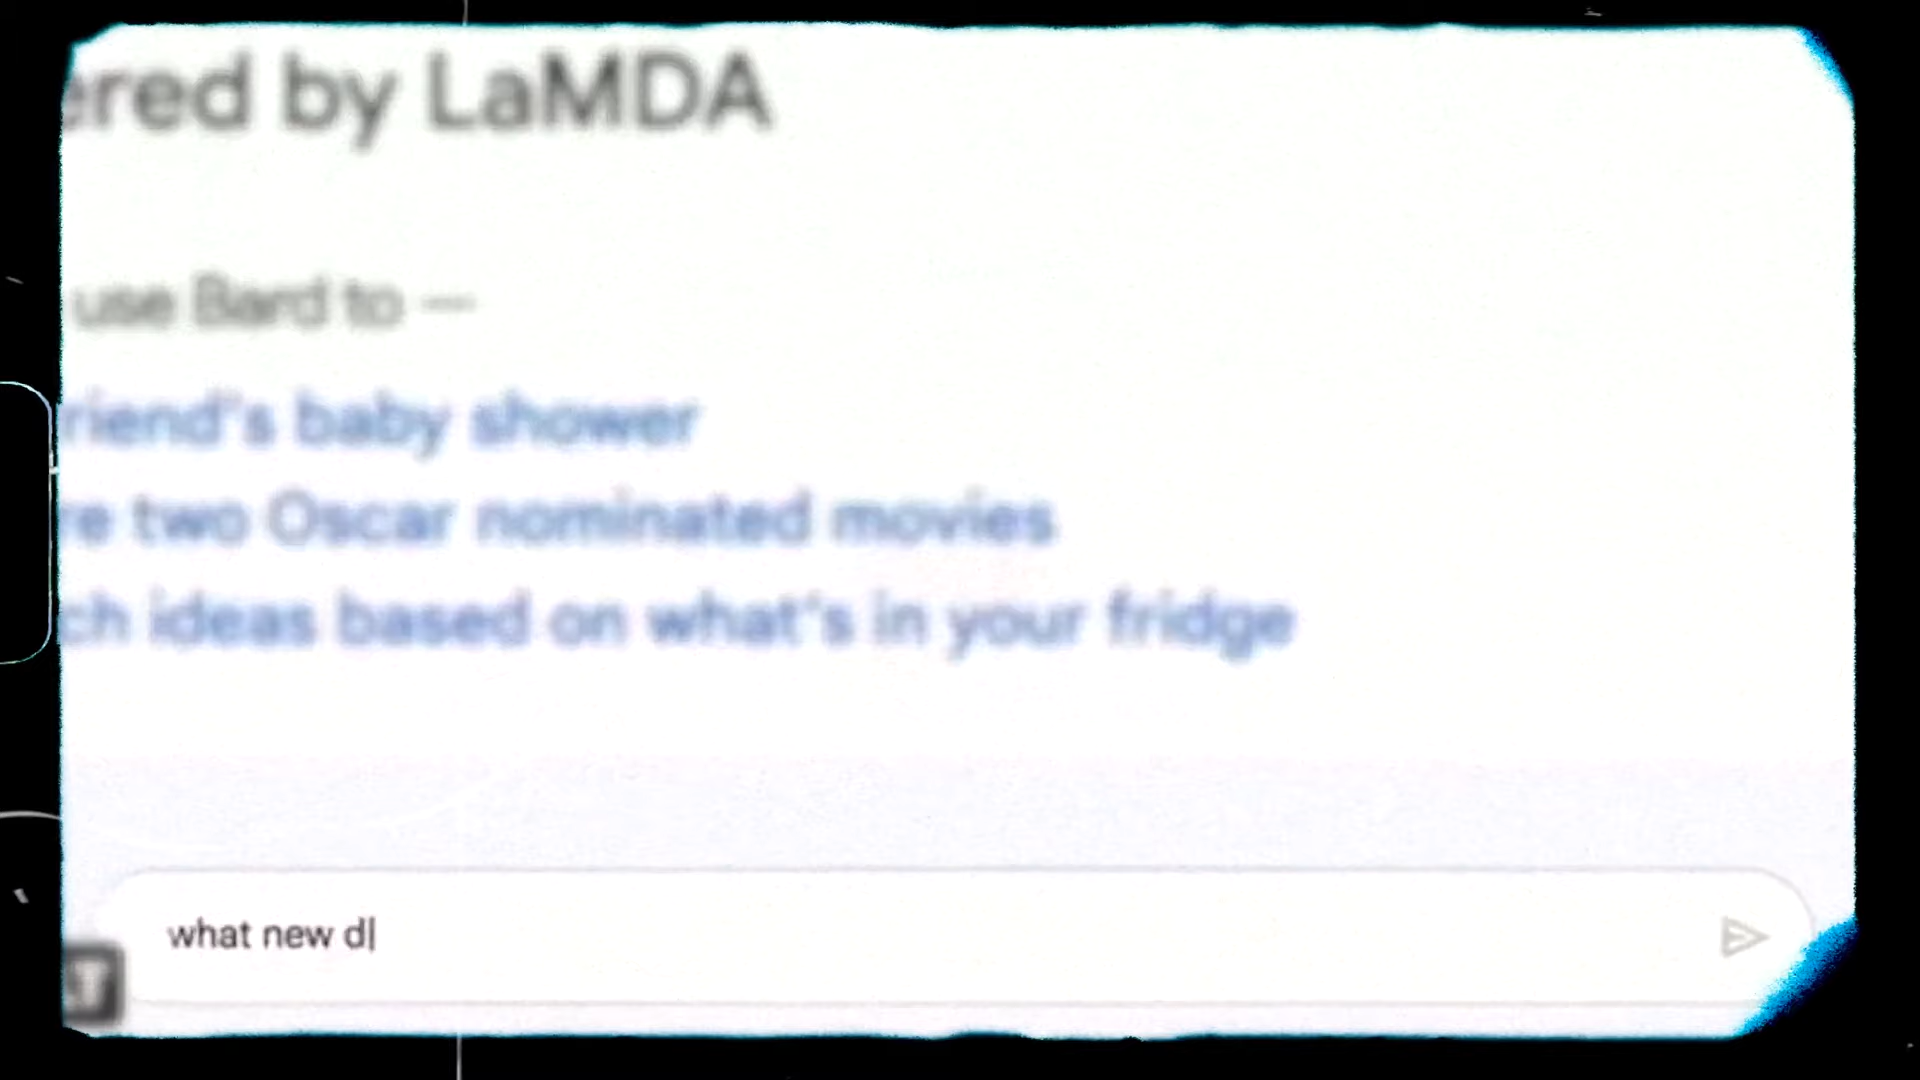 ered by LaMDA
use Bard to —
riend's baby shower
re two Oscar nominated movies
ch ideas based on what's in your fridge
what new d